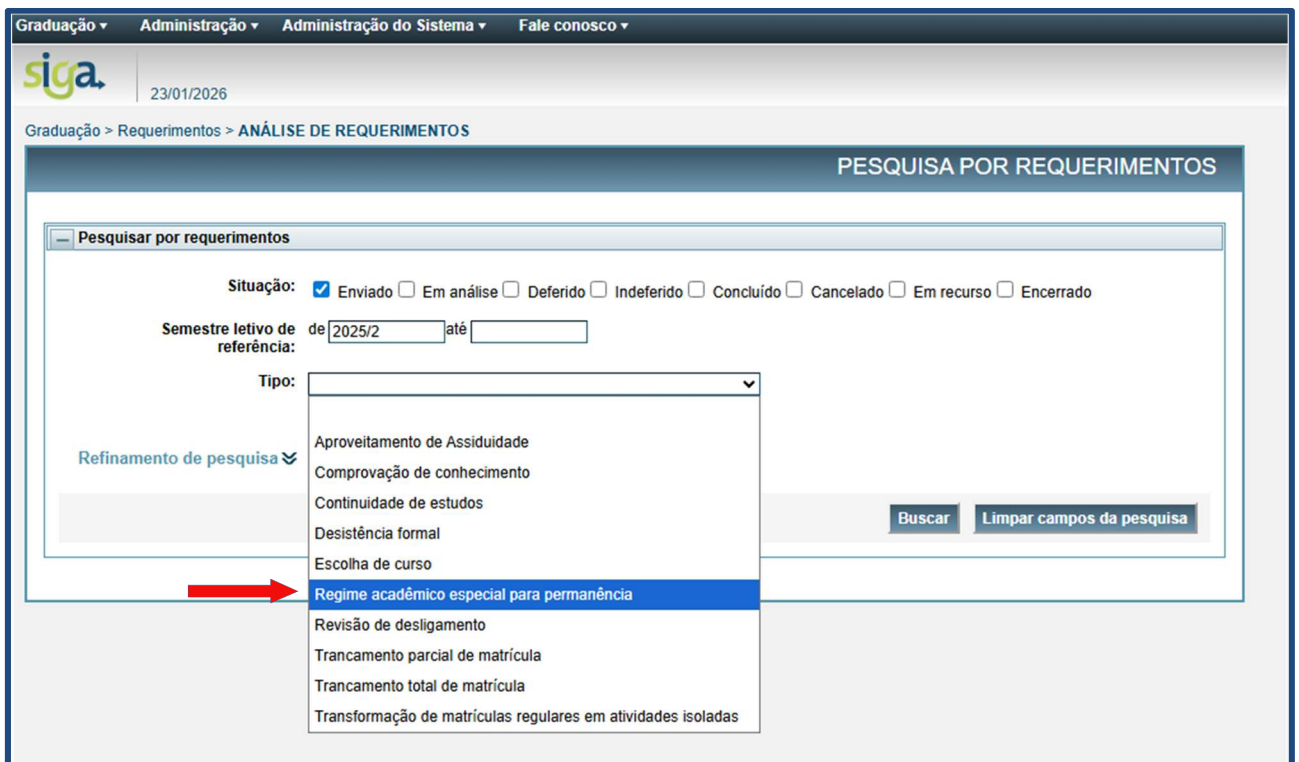 Graduação ▾ Administração ▾ Administração do Sistema ▾ Fale conosco ▾
siga
23/01/2026
Graduação > Requerimentos > ANÁLISE DE REQUERIMENTOS
PESQUISA POR REQUERIMENTOS
Pesquisar por requerimentos
Situação: Enviado Em análise Deferido Indeferido Concluído Cancelado Em recurso Encerrado
Semestre letivo de de 2025/2 até
referência:
Tipo:
Aproveitamento de Assiduidade
Refinamento de pesquisa
Comprovação de conhecimento
Continuidade de estudos
Buscar Limpar campos da pesquisa
Desistência formal
Escolha de curso
Regime acadêmico especial para permanência
Revisão de desligamento
Trancamento parcial de matrícula
Trancamento total de matrícula
Transformação de matrículas regulares em atividades isoladas